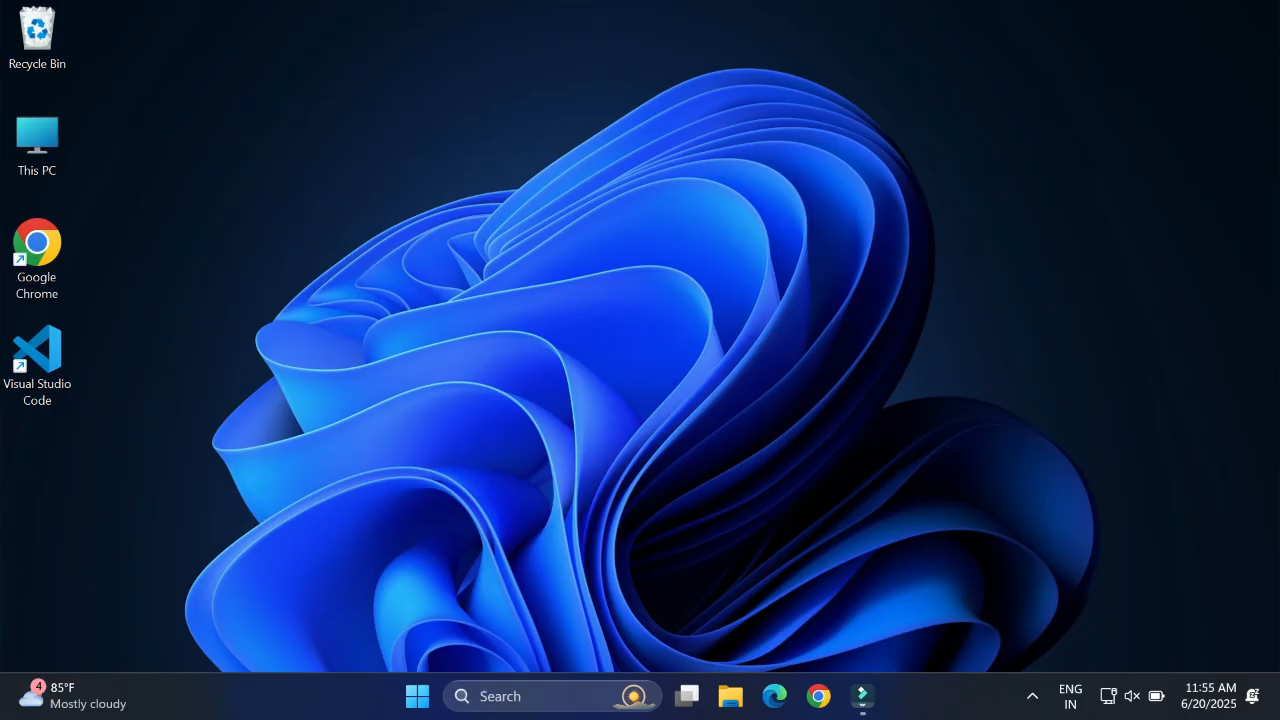 Recycle Bin
This PC
Google
Chrome
Visual Studio
Code
4
85°F
Mostly cloudy
Search
ENG
IN
11:55 AM
6/20/2025